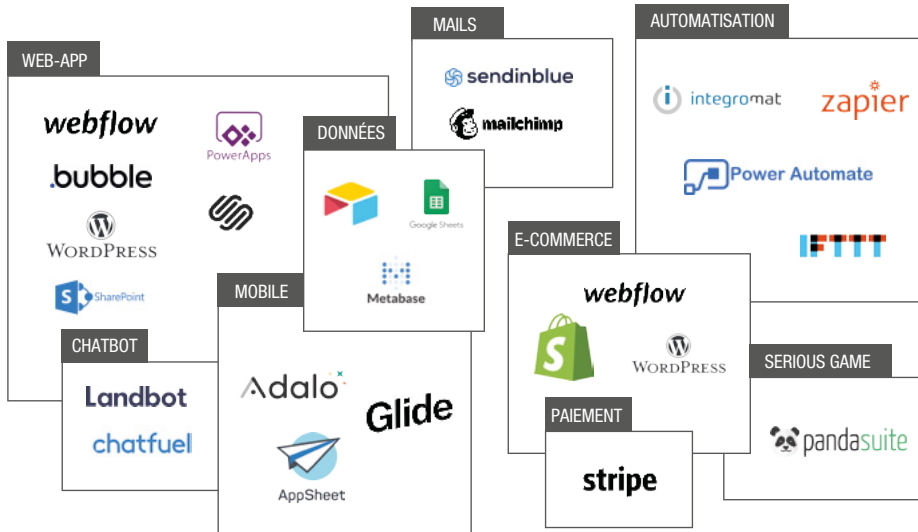 WEB-APP
webflow
PowerApps
.bubble
WORDPRESS
S SharePoint
CHATBOT
Landbot
chatfuel
MOBILE
Adalo
Glide
AppSheet
DONNÉES
Google Sheets
Metabase
MAILS
sendinblue
mailchimp
AUTOMATISATION
integromat
zapier
Power Automate
IFTTT
E-COMMERCE
webflow
S
WORDPRESS
PAIEMENT
stripe
SERIOUS GAME
pandasuite